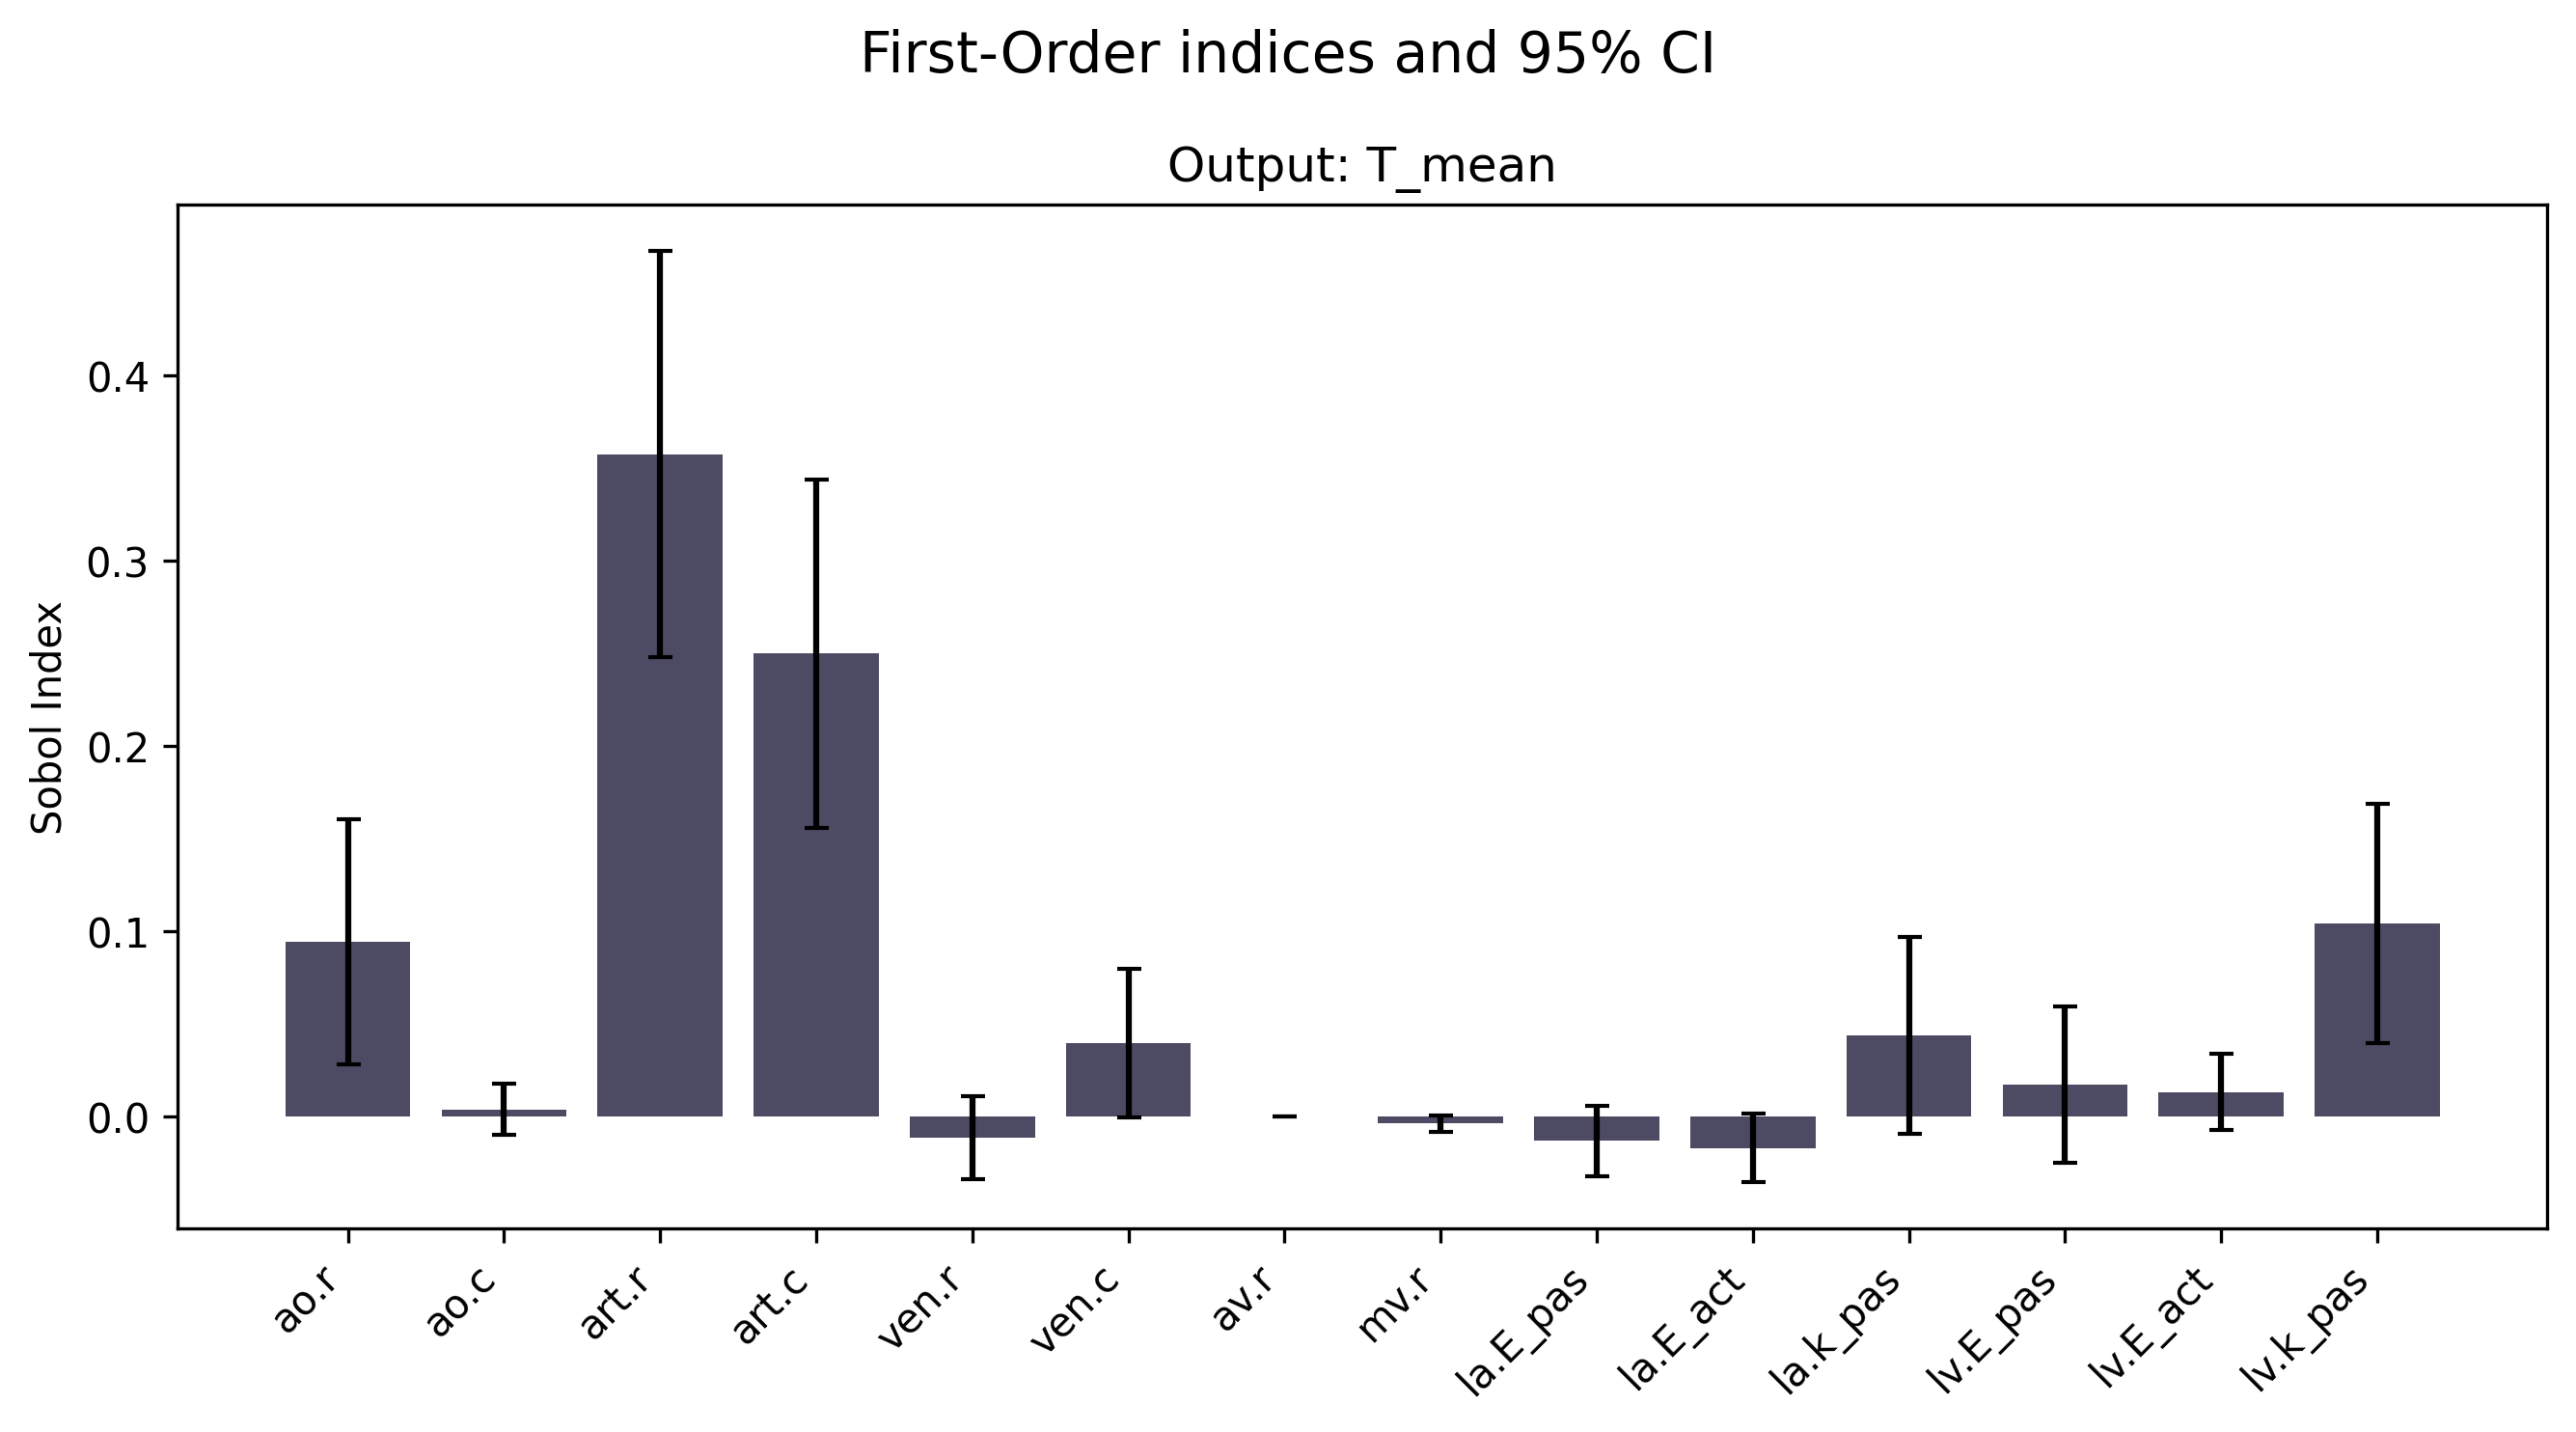 First-Order indices and 95% CI
Output: T_mean
Sobol Index
0.4
0.3
0.2
0.1
0.0
ao.r
ao.c
art.r
art.c
ven.r
ven.c
av.r
mv.r
la.E_pas
la.E_act
la.k_pas
lv.E_pas
lv.E_act
lv.k_pas